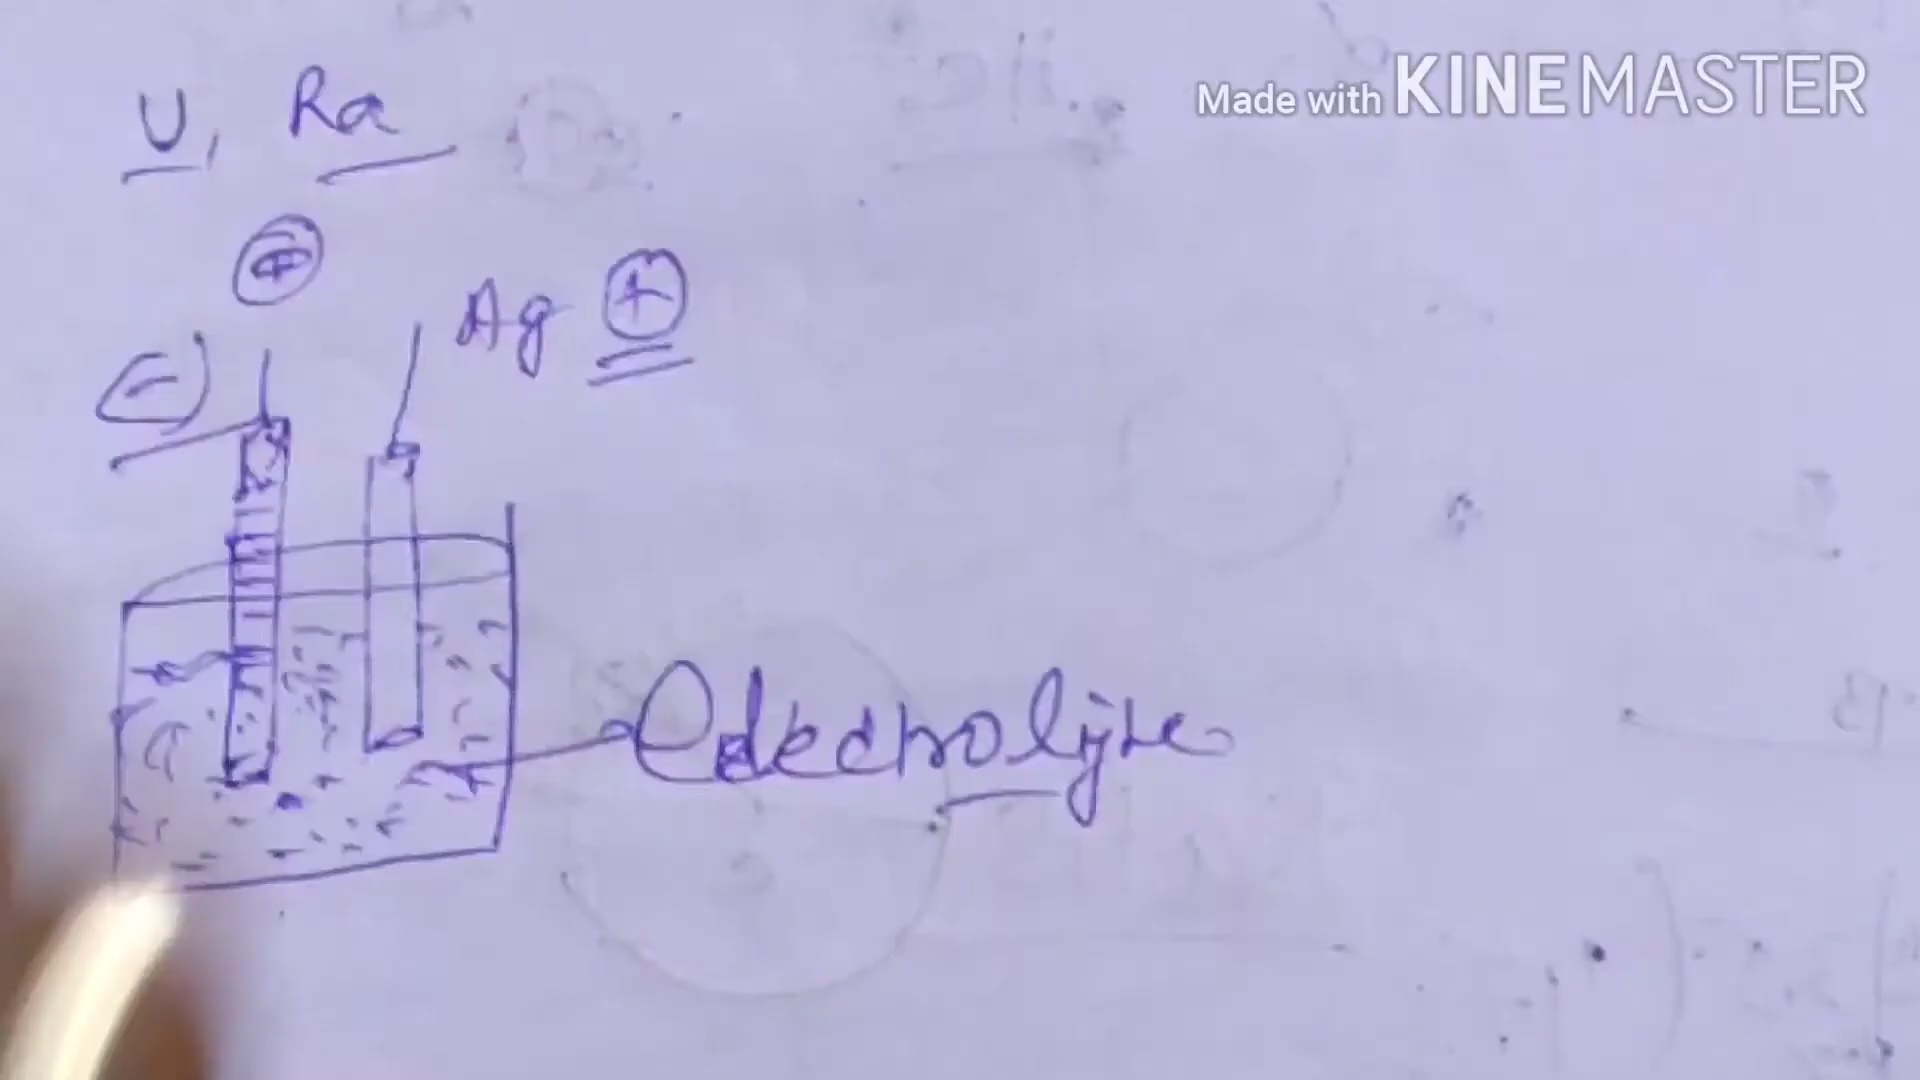 Made with KINEMASTER
U, Ra
+
Ag +
-
Electrolyte